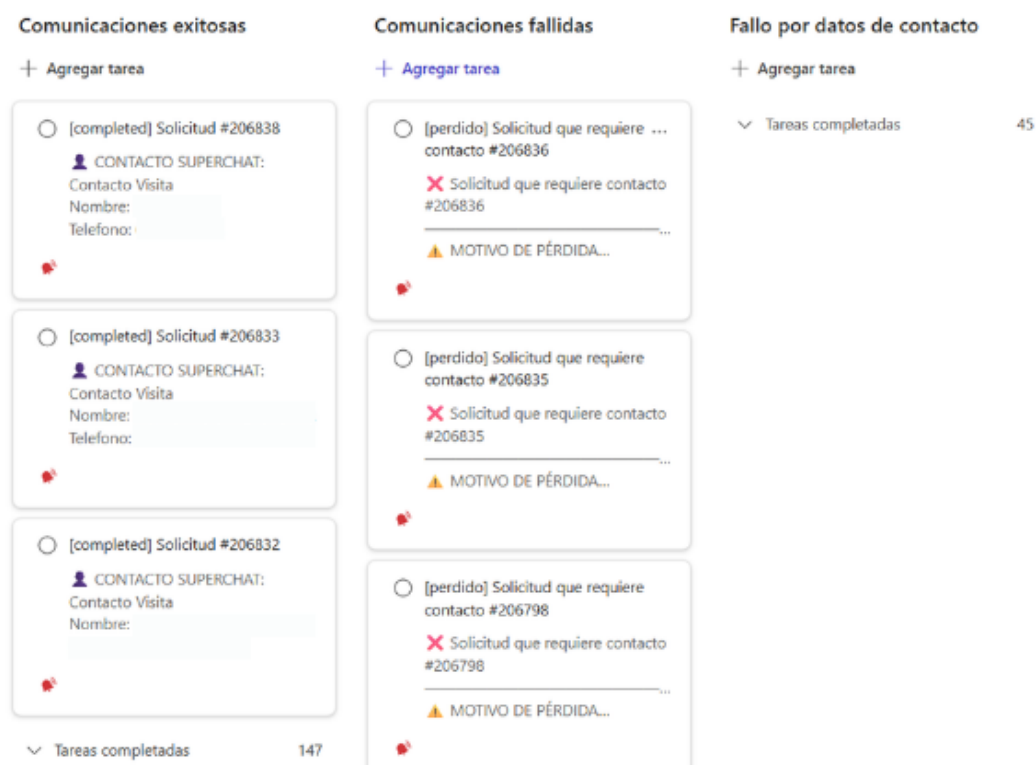 Comunicaciones exitosas
+ Agregar tarea
[completed] Solicitud #206838
CONTACTO SUPERCHAT:
Contacto Visita
Nombre:
Telefono:
[completed] Solicitud #206833
CONTACTO SUPERCHAT:
Contacto Visita
Nombre:
Telefono:
[completed] Solicitud #206832
CONTACTO SUPERCHAT:
Contacto Visita
Nombre:
Tareas completadas 147
Comunicaciones fallidas
+ Agregar tarea
[perdido] Solicitud que requiere ...
contacto #206836
❌ Solicitud que requiere contacto
#206836
...
⚠️ MOTIVO DE PÉRDIDA...
[perdido] Solicitud que requiere
contacto #206835
❌ Solicitud que requiere contacto
#206835
...
⚠️ MOTIVO DE PÉRDIDA...
[perdido] Solicitud que requiere
contacto #206798
❌ Solicitud que requiere contacto
#206798
...
⚠️ MOTIVO DE PÉRDIDA...
Fallo por datos de contacto
+ Agregar tarea
Tareas completadas 45